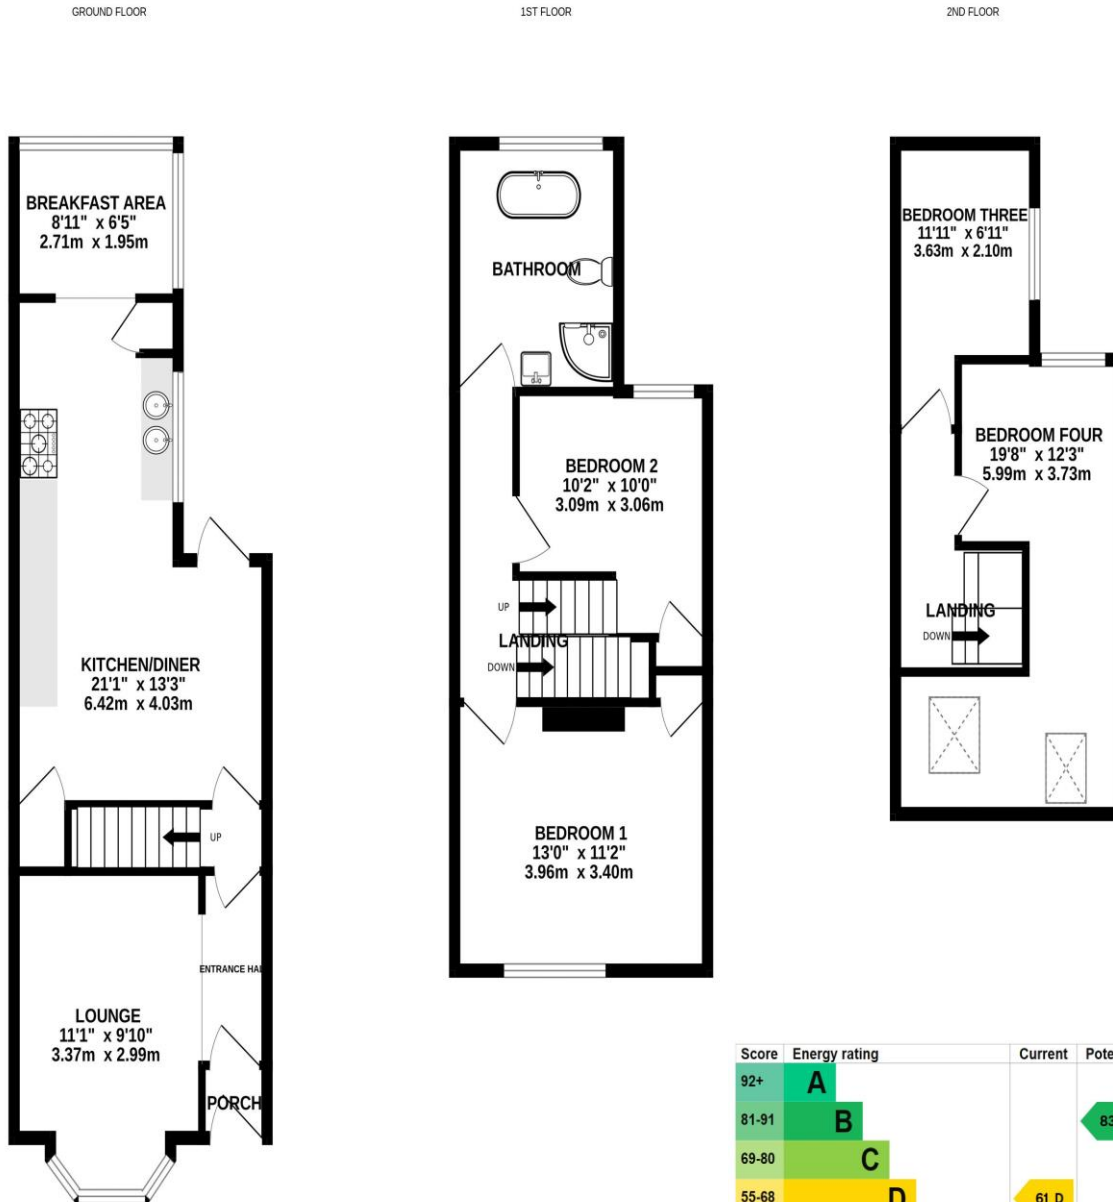 GROUND FLOOR
1ST FLOOR
2ND FLOOR
BREAKFAST AREA
8'11" x 6'5"
2.71m x 1.95m
KITCHEN/DINER
21'1" x 13'3"
6.42m x 4.03m
UP
ENTRANCE HAL
LOUNGE
11'1" x 9'10"
3.37m x 2.99m
PORCH
BATHROOM
BEDROOM 2
10'2" x 10'0"
3.09m x 3.06m
UP
LANDING
DOWN
BEDROOM 1
13'0" x 11'2"
3.96m x 3.40m
BEDROOM THREE
11'11" x 6'11"
3.63m x 2.10m
BEDROOM FOUR
19'8" x 12'3"
5.99m x 3.73m
LANDING
DOWN
Score Energy rating Current Pote
92+ A
81-91 B 83
69-80 C
55-68 D 61 D